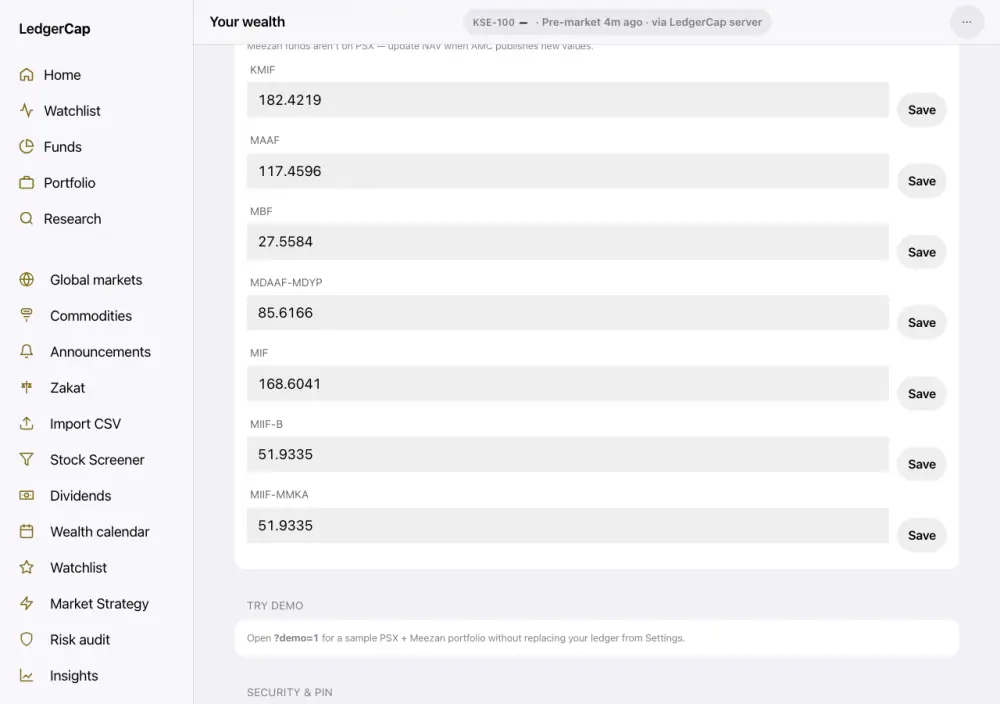 LedgerCap
Your wealth
KSE-100 — · Pre-market 4m ago · via LedgerCap server
...
Home
Watchlist
Funds
Portfolio
Research
Global markets
Commodities
Announcements
Zakat
Import CSV
Stock Screener
Dividends
Wealth calendar
Watchlist
Market Strategy
Risk audit
Insights
Meezan funds aren't on PSX — update NAV when AMC publishes new values.
KMIF
182.4219
Save
MAAF
117.4596
Save
MBF
27.5584
Save
MDAAF-MDYP
85.6166
Save
MIF
168.6041
Save
MIIF-B
51.9335
Save
MIIF-MMKA
51.9335
Save
TRY DEMO
Open ?demo=1 for a sample PSX + Meezan portfolio without replacing your ledger from Settings.
SECURITY & PIN